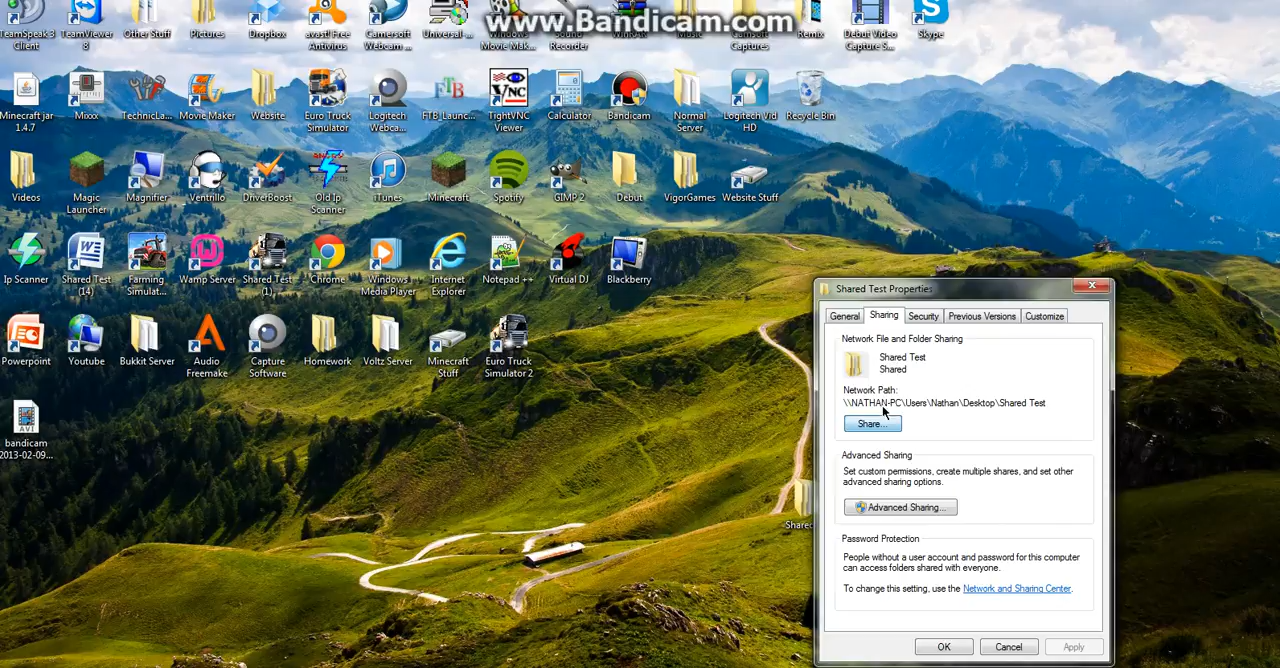 www.Bandicam.com
TeamSpeak 3 Client
TeamViewer 8
Other Stuff
Pictures
Dropbox
avast! Free Antivirus
Camersoft Webcam ...
Universal-...
Windows Movie Mak...
Sound Recorder
WinRAR
Music
Camsoft Captures
Remix
Debut Video Capture S...
Skype
Minecraft jar 1.4.7
Mixxx
TechnicLa...
Movie Maker
Website
Euro Truck Simulator
Logitech Webca...
FTB_Launc...
TightVNC Viewer
Calculator
Bandicam
Normal Server
Logitech Vid HD
Recycle Bin
Videos
Magic Launcher
Magnifier
Ventrilo
DriverBoost
Old Ip Scanner
iTunes
Minecraft
Spotify
GIMP 2
Debut
VigorGames
Website Stuff
Ip Scanner
Shared Test (14)
Farming Simulat...
Wamp Server
Shared Test (1)...
Chrome
Windows Media Player
Internet Explorer
Notepad ++
Virtual DJ
Blackberry
Powerpoint
Youtube
Bukkit Server
Audio Freemake
Capture Software
Homework
Voltz Server
Minecraft Stuff
Euro Truck Simulator 2
bandicam 2013-02-09...
Shared
Shared Test Properties
General
Sharing
Security
Previous Versions
Customize
Network File and Folder Sharing
Shared Test
Shared
Network Path:
\\NATHAN-PC\Users\Nathan\Desktop\Shared Test
Share...
Advanced Sharing
Set custom permissions, create multiple shares, and set other
advanced sharing options.
Advanced Sharing...
Password Protection
People without a user account and password for this computer
can access folders shared with everyone.
To change this setting, use the Network and Sharing Center.
OK
Cancel
Apply